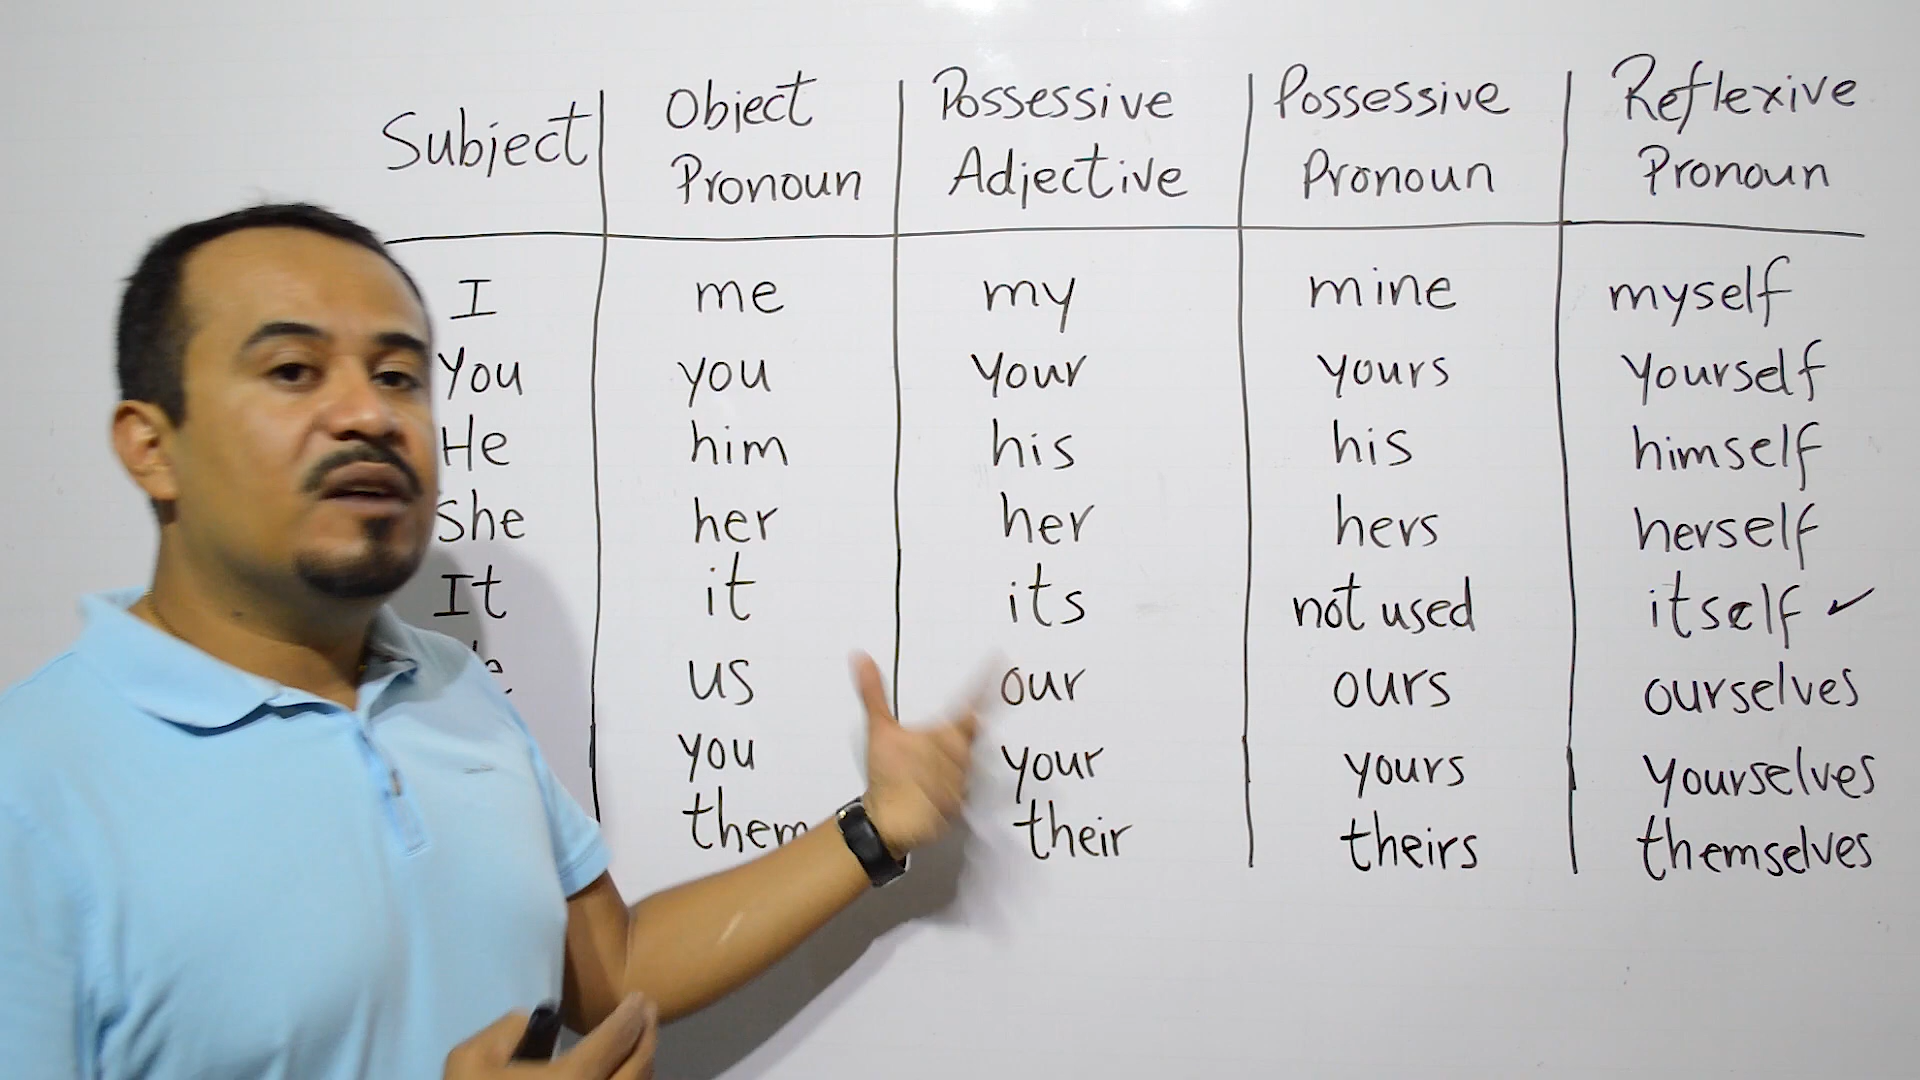 Subject Object Pronoun Possessive Adjective Possessive Pronoun Reflexive Pronoun
I me my mine myself
You you your yours yourself
He him his his himself
She her her hers herself
It it its not used itself ✓
us our ours ourselves
you your yours yourselves
them their theirs themselves